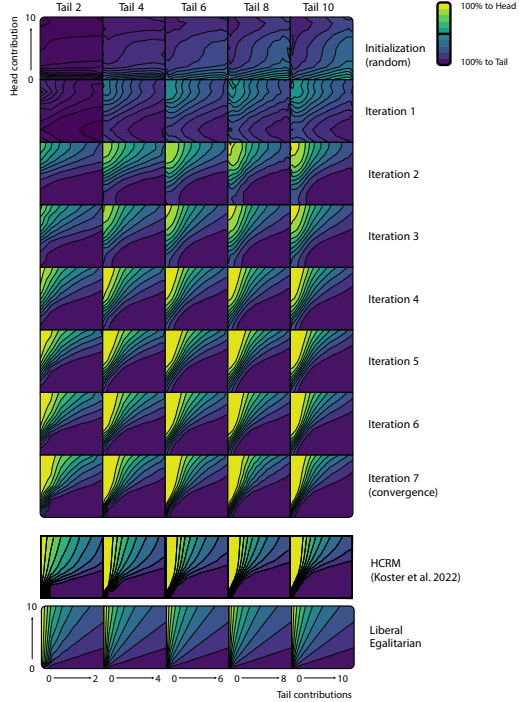 Tail 2 Tail 4 Tail 6 Tail 8 Tail 10
100% to Head
100% to Tail
10
Head contribution
0
Initialization
(random)
Iteration 1
Iteration 2
Iteration 3
Iteration 4
Iteration 5
Iteration 6
Iteration 7
(convergence)
HCRM
(Koster et al. 2022)
10
0
Liberal
Egalitarian
0 2 0 4 0 6 0 8 0 10
Tail contributions